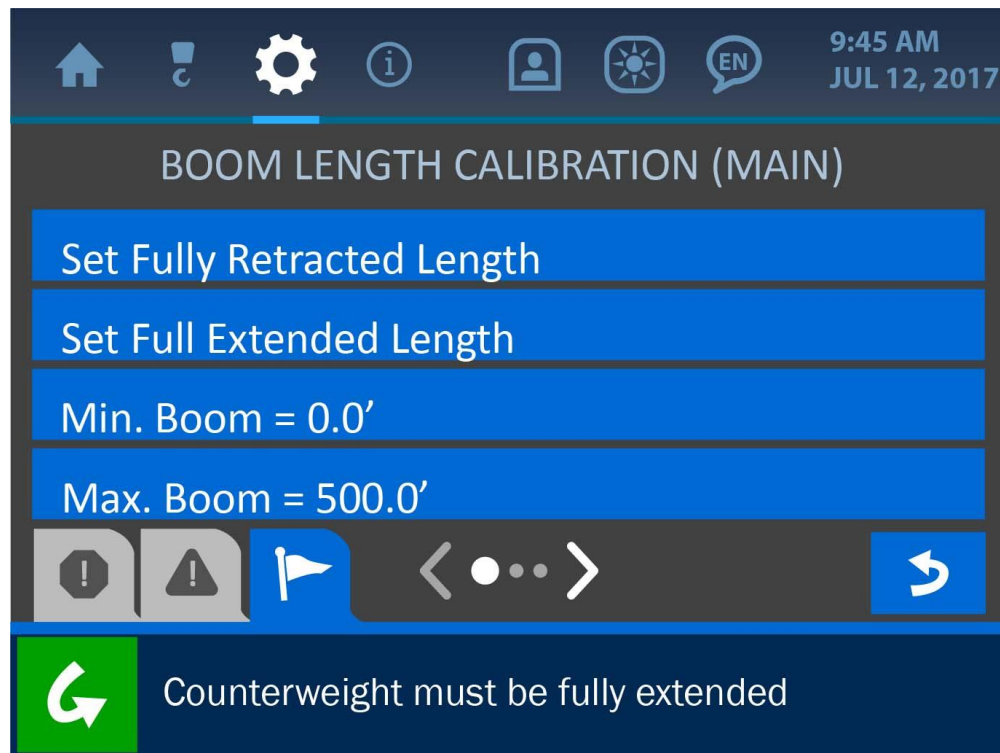 EN
9:45 AM
JUL 12, 2017
BOOM LENGTH CALIBRATION (MAIN)
Set Fully Retracted Length
Set Full Extended Length
Min. Boom = 0.0’
Max. Boom = 500.0’
Counterweight must be fully extended